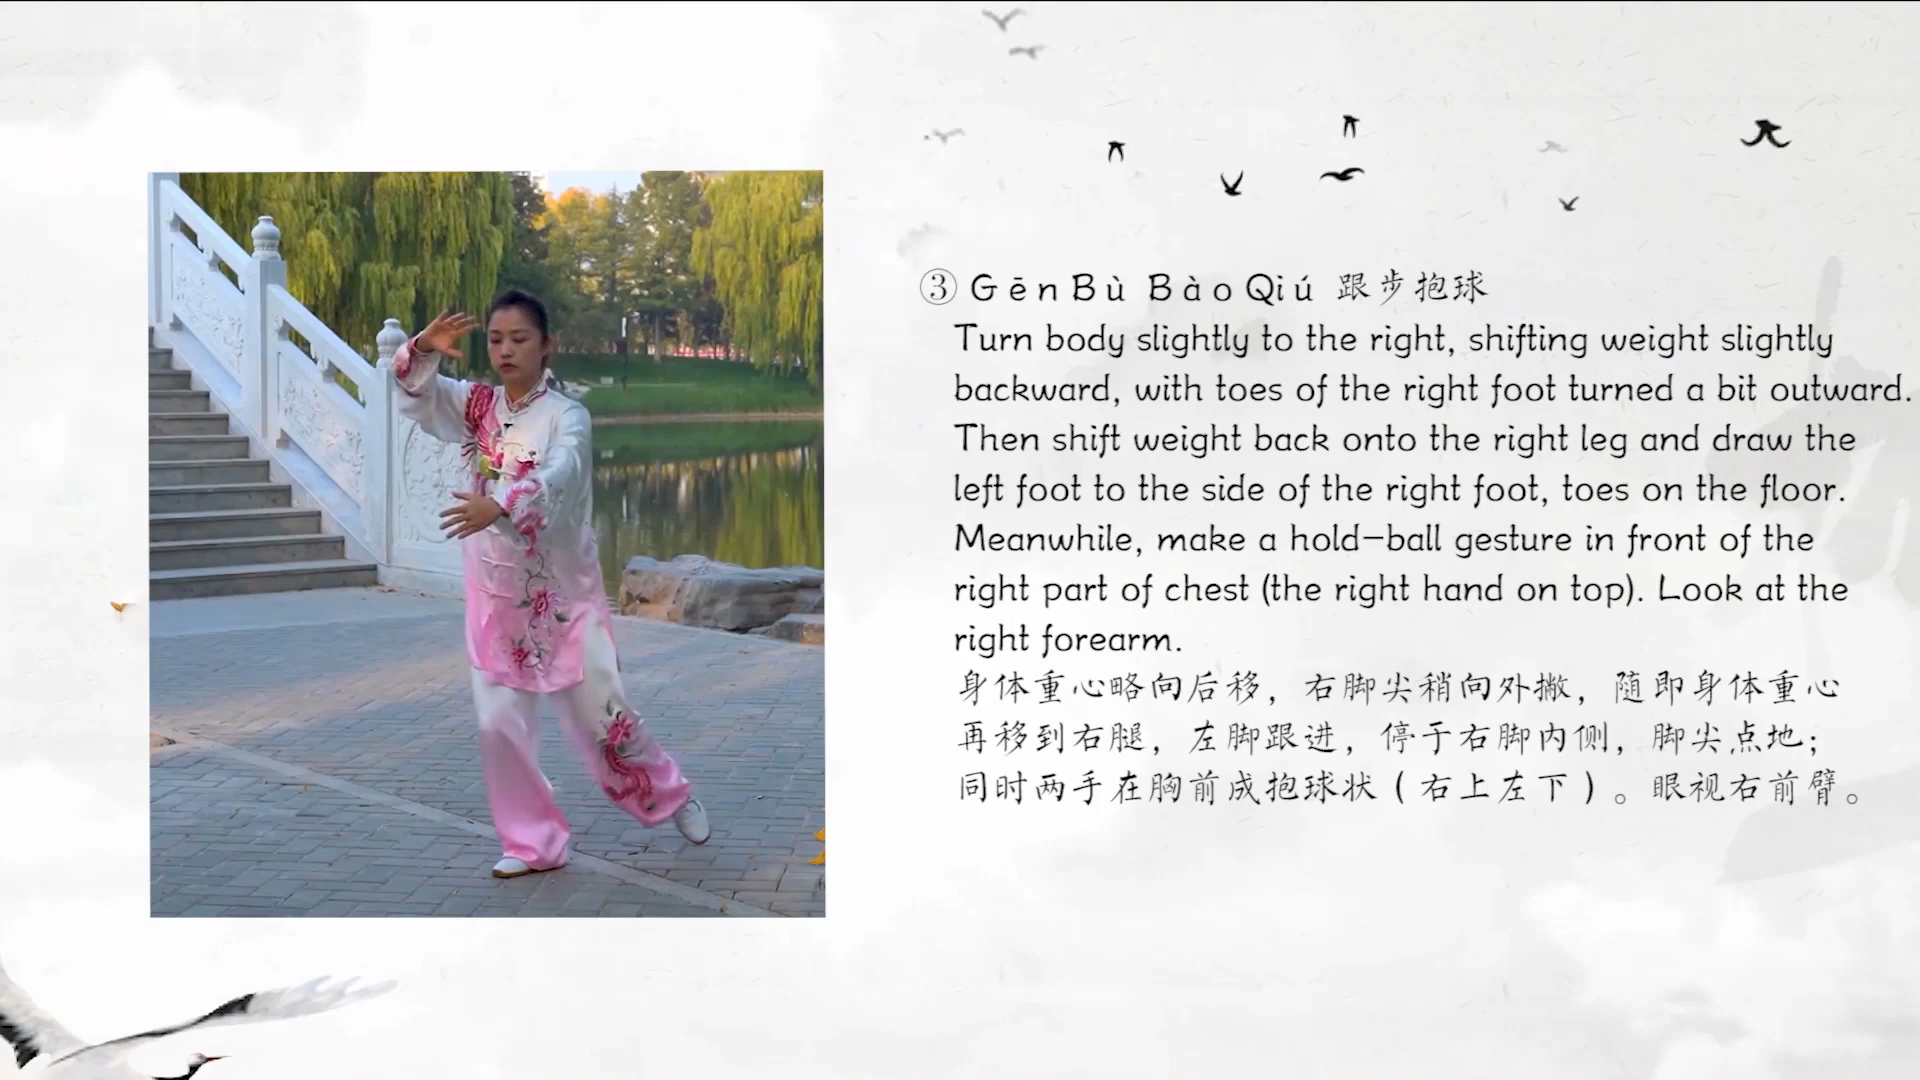 ③ Gēn Bù Bào Qiú 跟步抱球
Turn body slightly to the right, shifting weight slightly
backward, with toes of the right foot turned a bit outward.
Then shift weight back onto the right leg and draw the
left foot to the side of the right foot, toes on the floor.
Meanwhile, make a hold-ball gesture in front of the
right part of chest (the right hand on top). Look at the
right forearm.
身体重心略向后移，右脚尖稍向外撇，随即身体重心
再移到右腿，左脚跟进，停于右脚内侧，脚尖点地；
同时两手在胸前成抱球状（右上左下）。眼视右前臂。